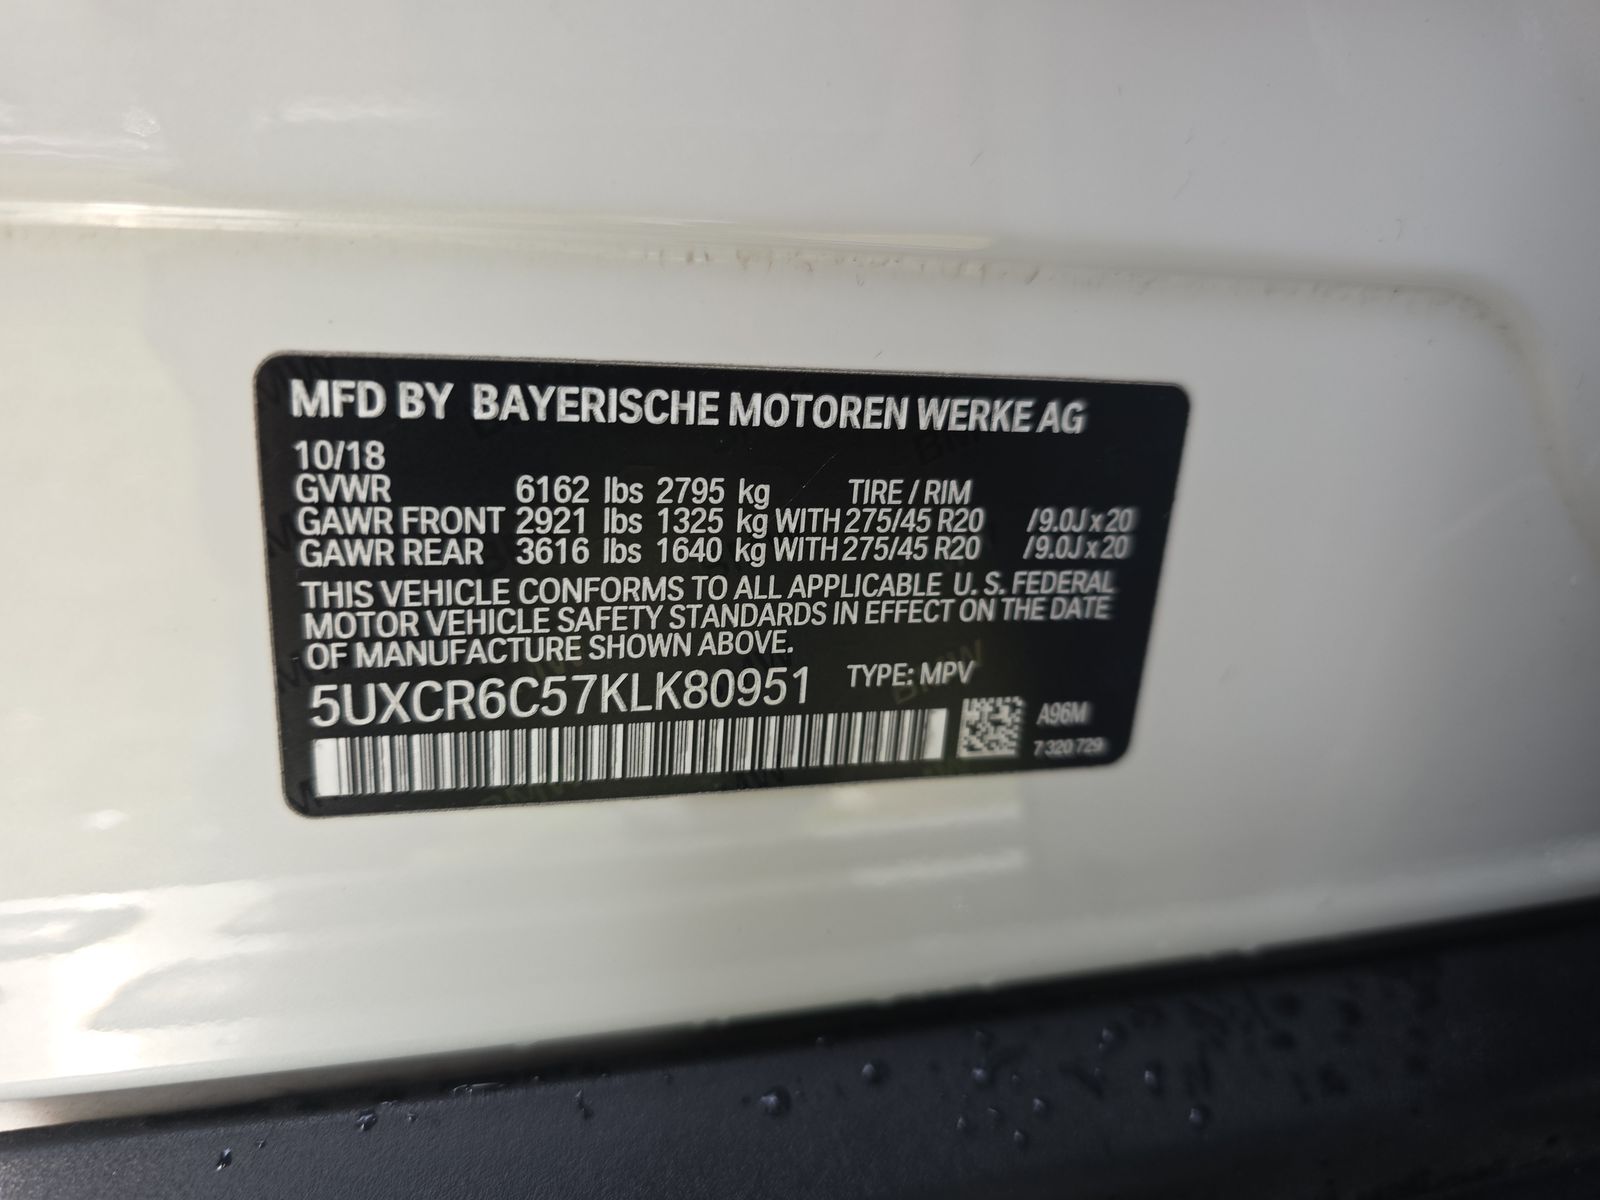 MFD BY BAYERISCHE MOTOREN WERKE AG
10/18
GVWR 6162 lbs 2795 kg TIRE / RIM
GAWR FRONT 2921 lbs 1325 kg WITH 275/45 R20 /9.0J x 20
GAWR REAR 3616 lbs 1640 kg WITH 275/45 R20 /9.0J x 20
THIS VEHICLE CONFORMS TO ALL APPLICABLE U. S. FEDERAL
MOTOR VEHICLE SAFETY STANDARDS IN EFFECT ON THE DATE
OF MANUFACTURE SHOWN ABOVE.
5UXCR6C57KLK80951 TYPE: MPV
A96M
7 320 729